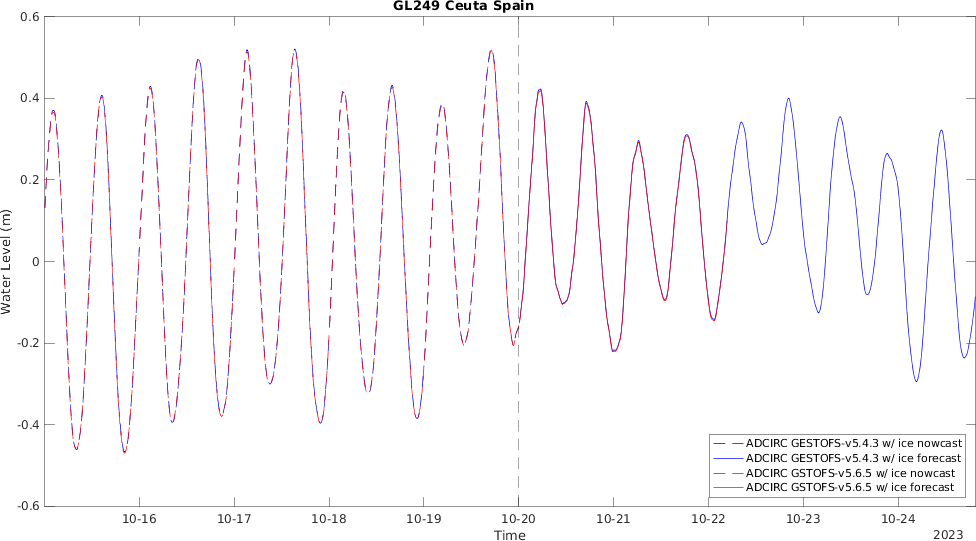 GL249 Ceuta Spain
0.6
0.4
0.2
0
-0.2
-0.4
-0.6
Water Level (m)
ADCIRC GESTOFS-v5.4.3 w/ ice nowcast
ADCIRC GESTOFS-v5.4.3 w/ ice forecast
ADCIRC GSTOFS-v5.6.5 w/ ice nowcast
ADCIRC GSTOFS-v5.6.5 w/ ice forecast
10-16 10-17 10-18 10-19 10-20 10-21 10-22 10-23 10-24
Time
2023